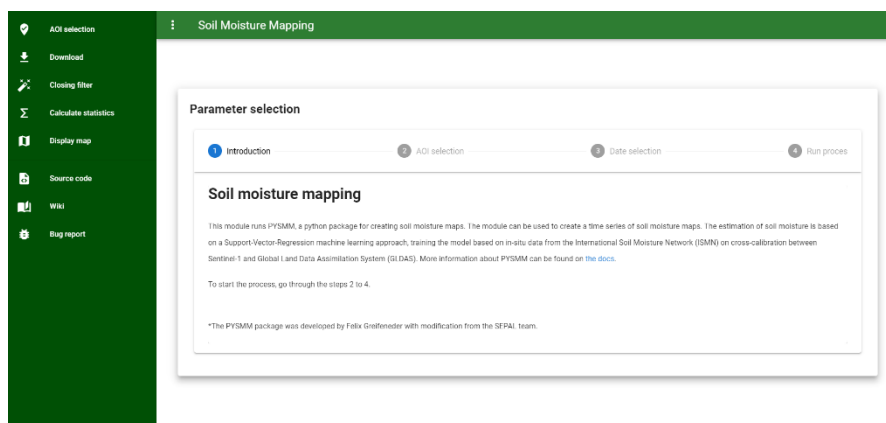 AOI selection
Download
Closing filter
Calculate statistics
Display map
Source code
Wiki
Bug report
Soil Moisture Mapping
Parameter selection
1 Introduction 2 AOI selection 3 Date selection 4 Run proces
Soil moisture mapping
This module runs PYSMM, a python package for creating soil moisture maps. The module can be used to create a time series of soil moisture maps. The estimation of soil moisture is based
on a Support-Vector-Regression machine learning approach, training the model based on in-situ data from the International Soil Moisture Network (ISMN) on cross-calibration between
Sentinel-1 and Global Land Data Assimilation System (GLDAS). More information about PYSMM can be found on the docs.
To start the process, go through the steps 2 to 4.
*The PYSMM package was developed by Felix Greifeneder with modification from the SEPAL team.